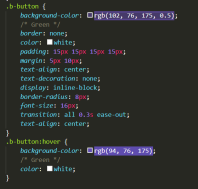 .b-button {
background-color: rgb(102, 76, 175, 0.5);
/* Green */
border: none;
color: white;
padding: 15px 15px 15px 15px;
margin: 5px 10px;
text-align: center;
text-decoration: none;
display: inline-block;
border-radius: 8px;
font-size: 16px;
transition: all 0.3s ease-out;
text-align: center;
}
.b-button:hover {
background-color: rgb(94, 76, 175);
/* Green */
color: white;
}